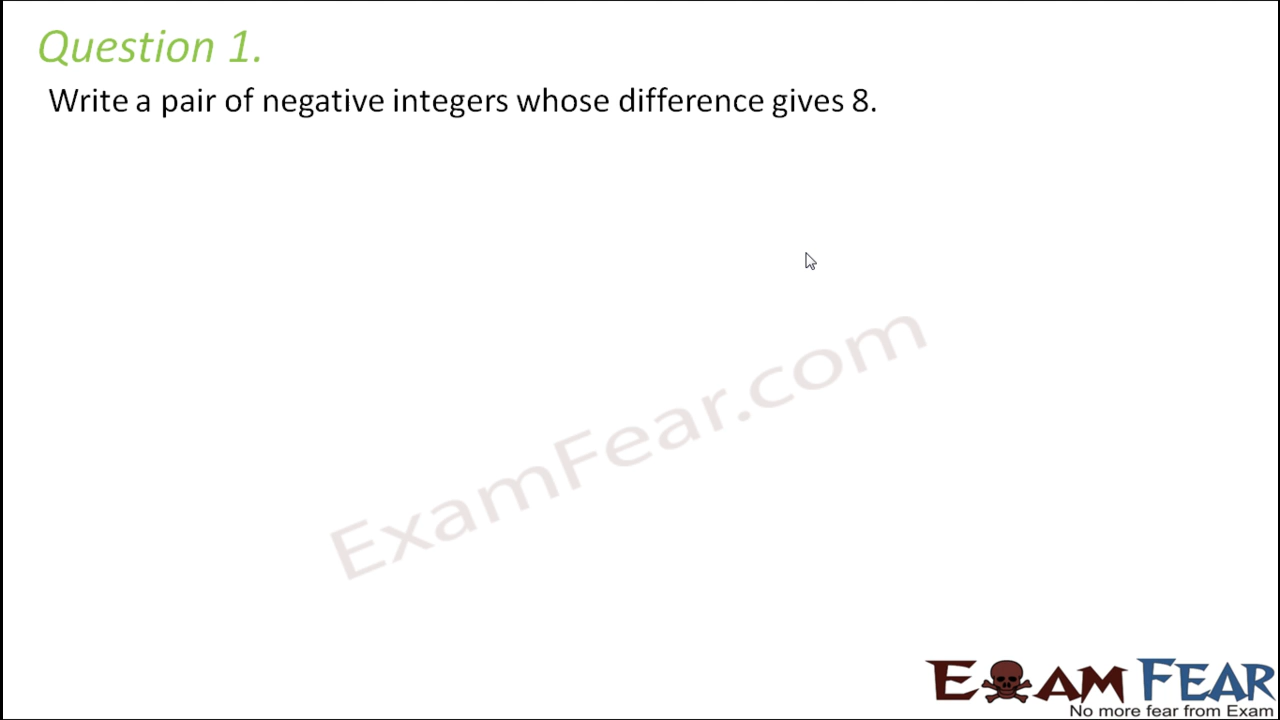 Question 1.
Write a pair of negative integers whose difference gives 8.
ExamFear.com
EXAM FEAR
No more fear from Exam